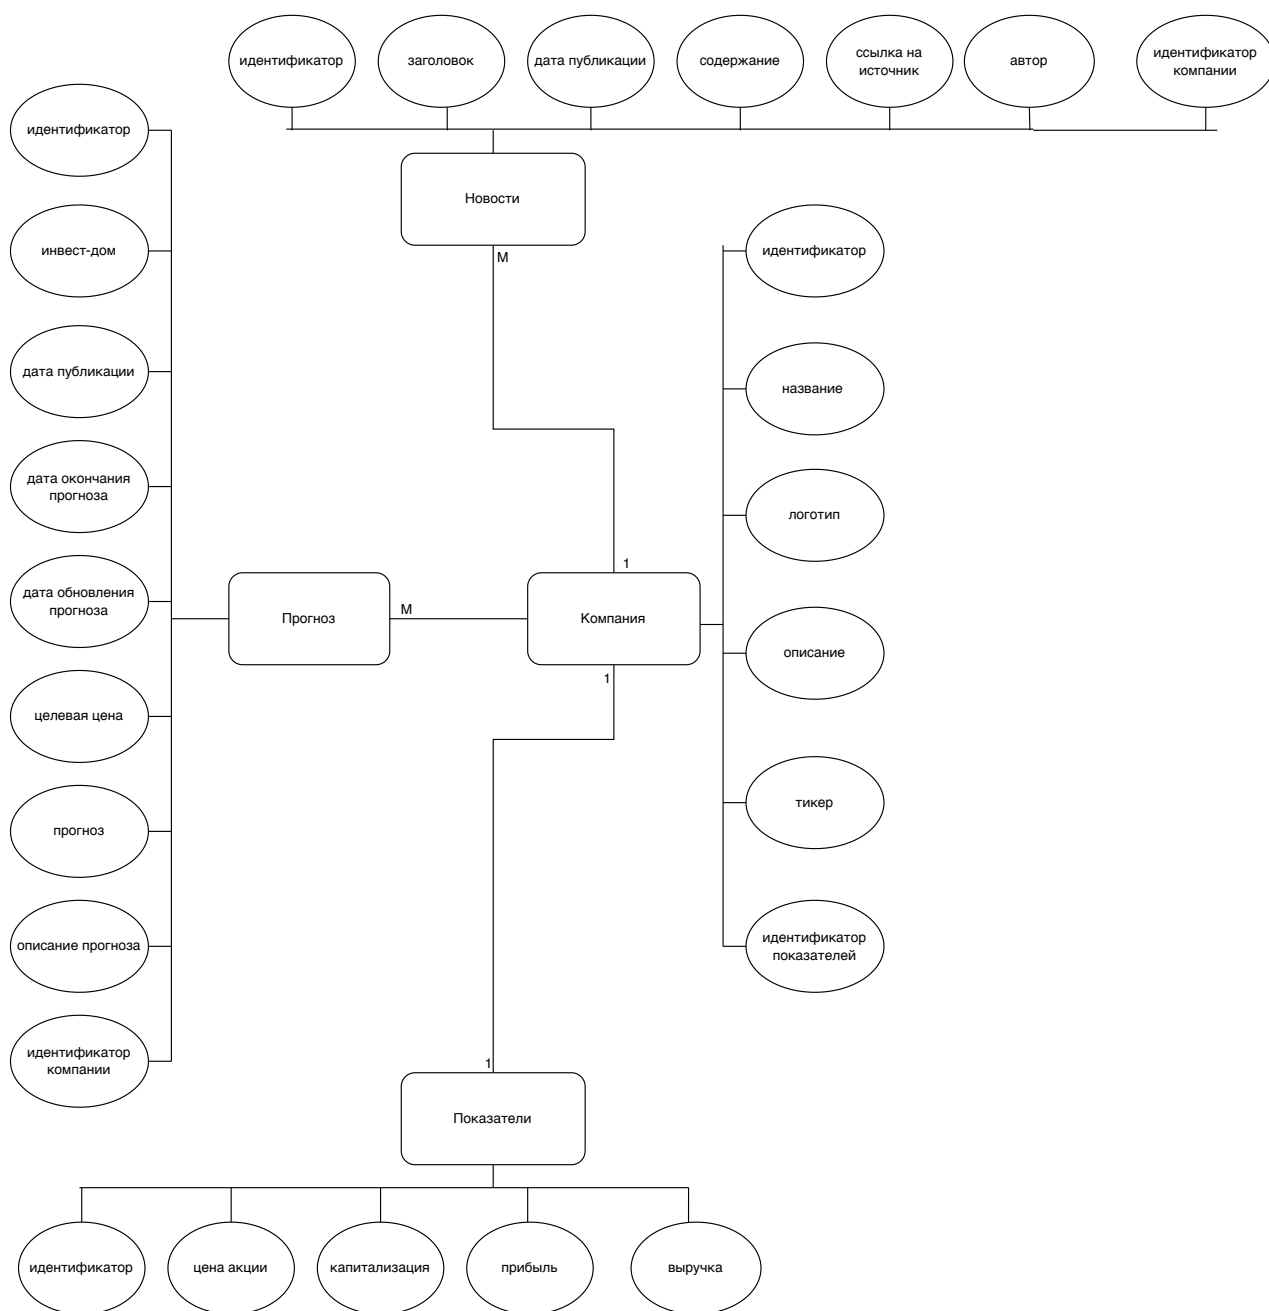 идентификатор
заголовок
дата публикации
содержание
ссылка на
источник
автор
идентификатор
компании
идентификатор
инвест-дом
дата публикации
дата окончания
прогноза
дата обновления
прогноза
целевая цена
прогноз
описание прогноза
идентификатор
компании
Новости
M
1
Прогноз
M
Компания
1
1
Показатели
идентификатор
название
логотип
описание
тикер
идентификатор
показателей
идентификатор
цена акции
капитализация
прибыль
выручка